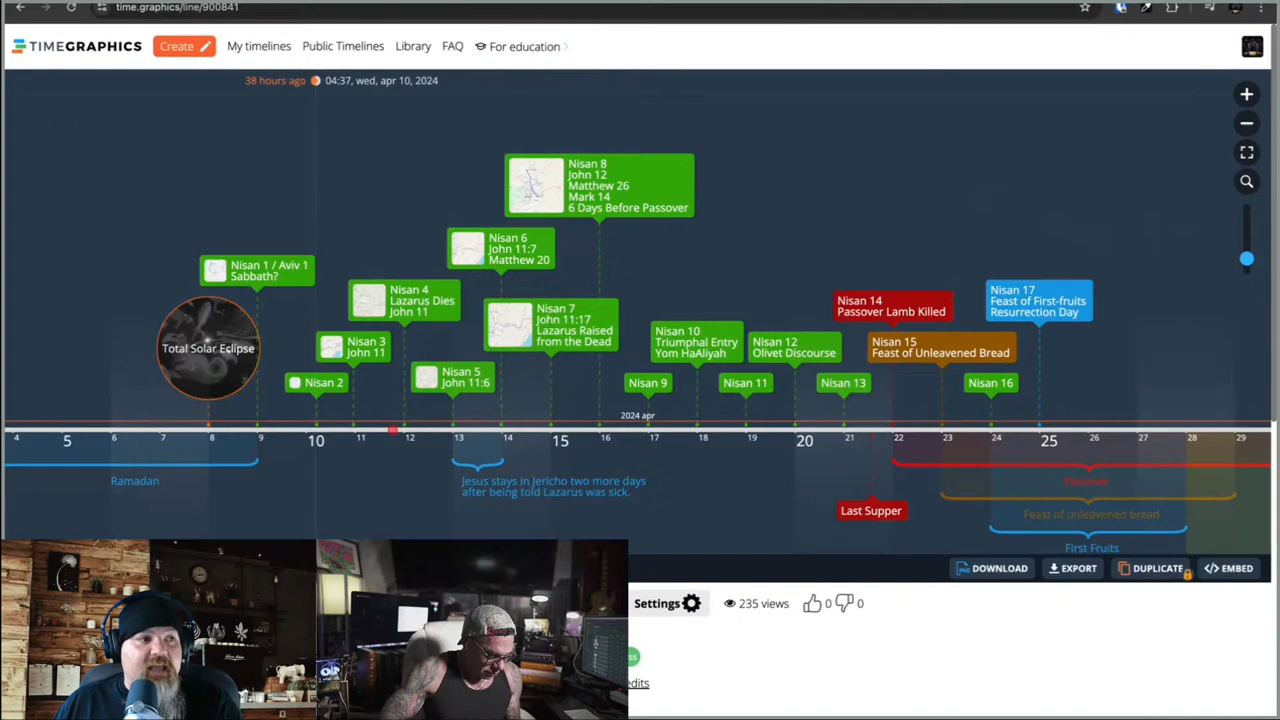 time.graphics/line/900841
TIMEGRAPHICS
Create
My timelines
Public Timelines
Library
FAQ
For education
38 hours ago
04:37, wed, apr 10, 2024
Nisan 8
John 12
Matthew 26
Mark 14
6 Days Before Passover
Nisan 6
John 11:7
Matthew 20
Nisan 1 / Aviv 1
Sabbath?
Nisan 4
Lazarus Dies
John 11
Nisan 14
Passover Lamb Killed
Nisan 17
Feast of First-fruits
Resurrection Day
Total Solar Eclipse
Nisan 3
John 11
Nisan 7
John 11:17
Lazarus Raised
from the Dead
Nisan 10
Triumphal Entry
Yom HaAliyah
Nisan 12
Olivet Discourse
Nisan 15
Feast of Unleavened Bread
Nisan 2
Nisan 5
John 11:6
Nisan 9
Nisan 11
Nisan 13
Nisan 16
2024 apr
4 5 6 7 8 9 10 11 12 13 14 15 16 17 18 19 20 21 22 23 24 25 26 27 28 29
Ramadan
Jesus stays in Jericho two more days
after being told Lazarus was sick.
Passover
Last Supper
Feast of unleavened bread
First Fruits
DOWNLOAD
EXPORT
DUPLICATE
</> EMBED
Settings
235 views
0
0
edits